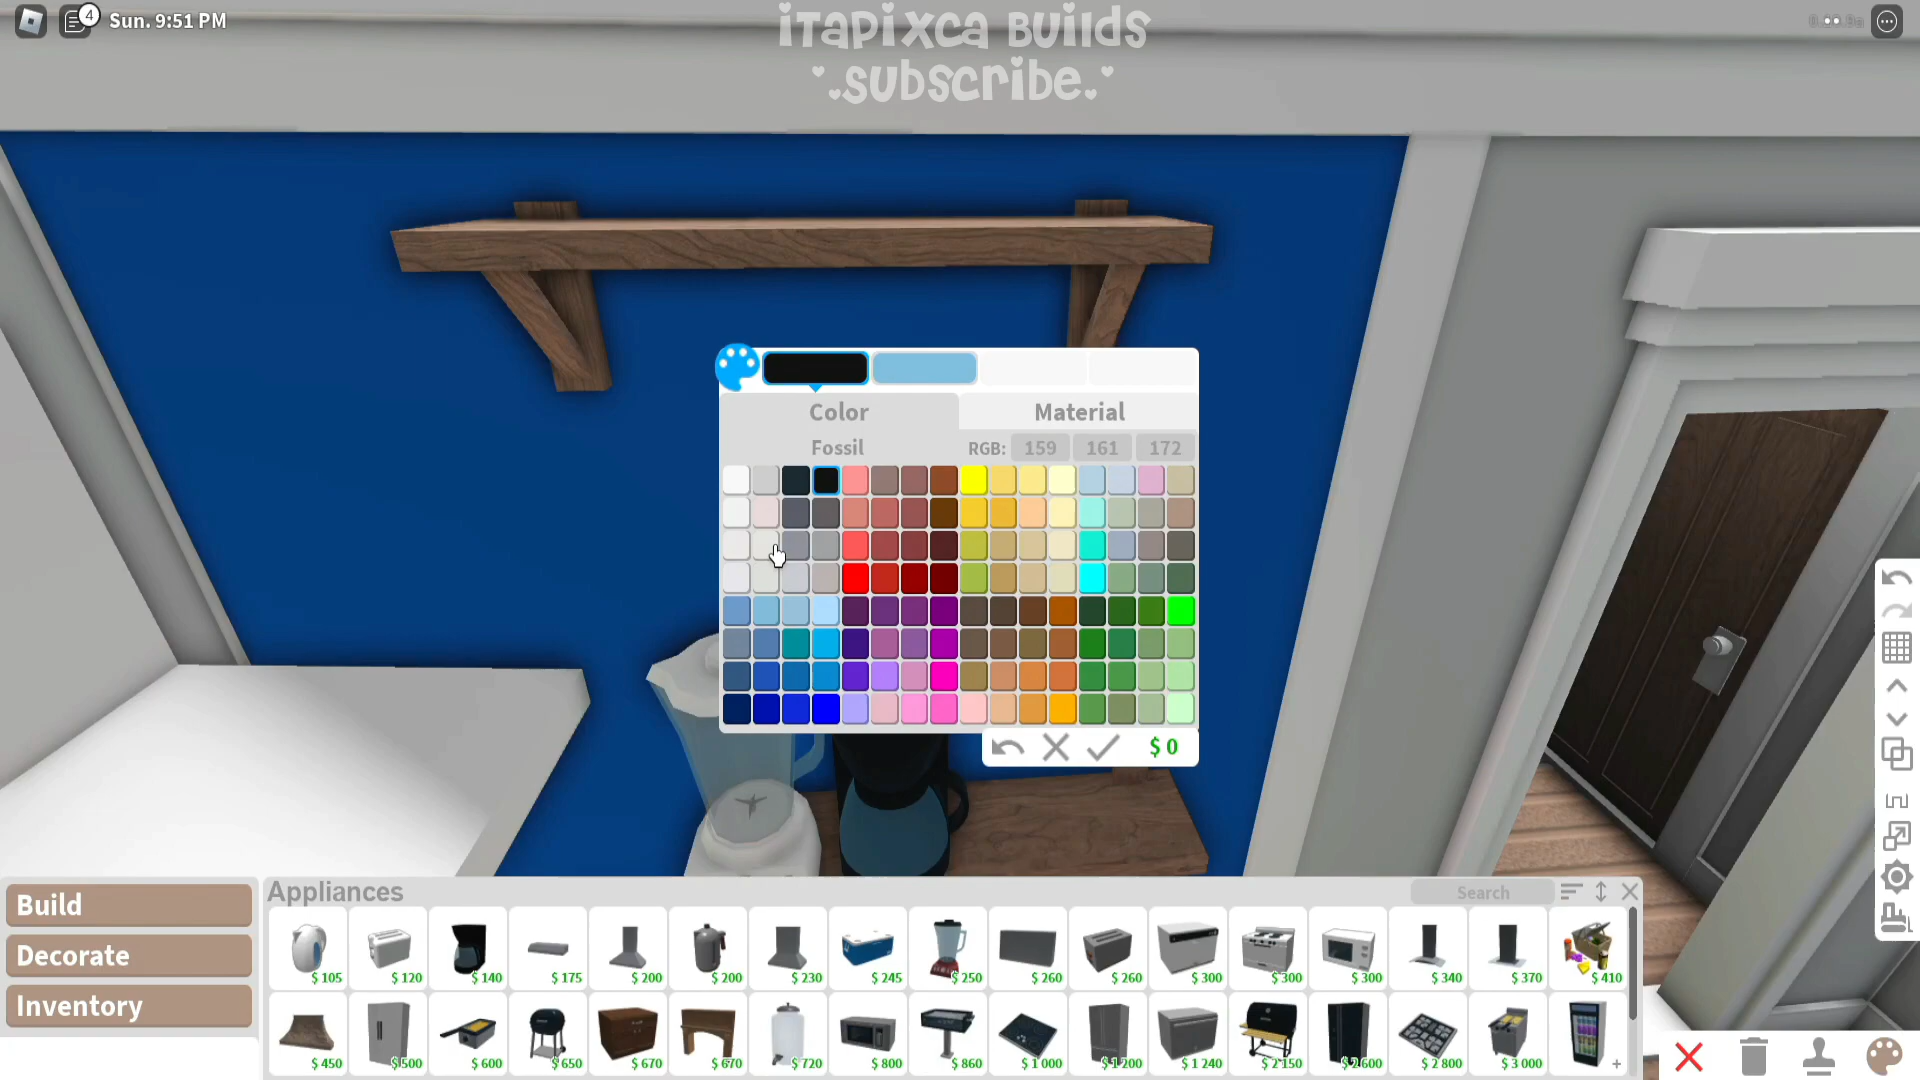 4
Sun. 9:51 PM
iTapixca Builds
.subscribe.
Color
Material
Fossil
RGB: 159 161 172
$ 0
Build
Decorate
Inventory
Appliances
Search
$ 105
$ 120
$ 140
$ 175
$ 200
$ 200
$ 230
$ 245
$ 250
$ 260
$ 260
$ 300
$ 300
$ 300
$ 340
$ 370
$ 410
$ 450
$ 500
$ 600
$ 650
$ 670
$ 670
$ 720
$ 800
$ 860
$ 1 000
$ 1 200
$ 1 240
$ 2 150
$ 2 600
$ 2 800
$ 3 000
+